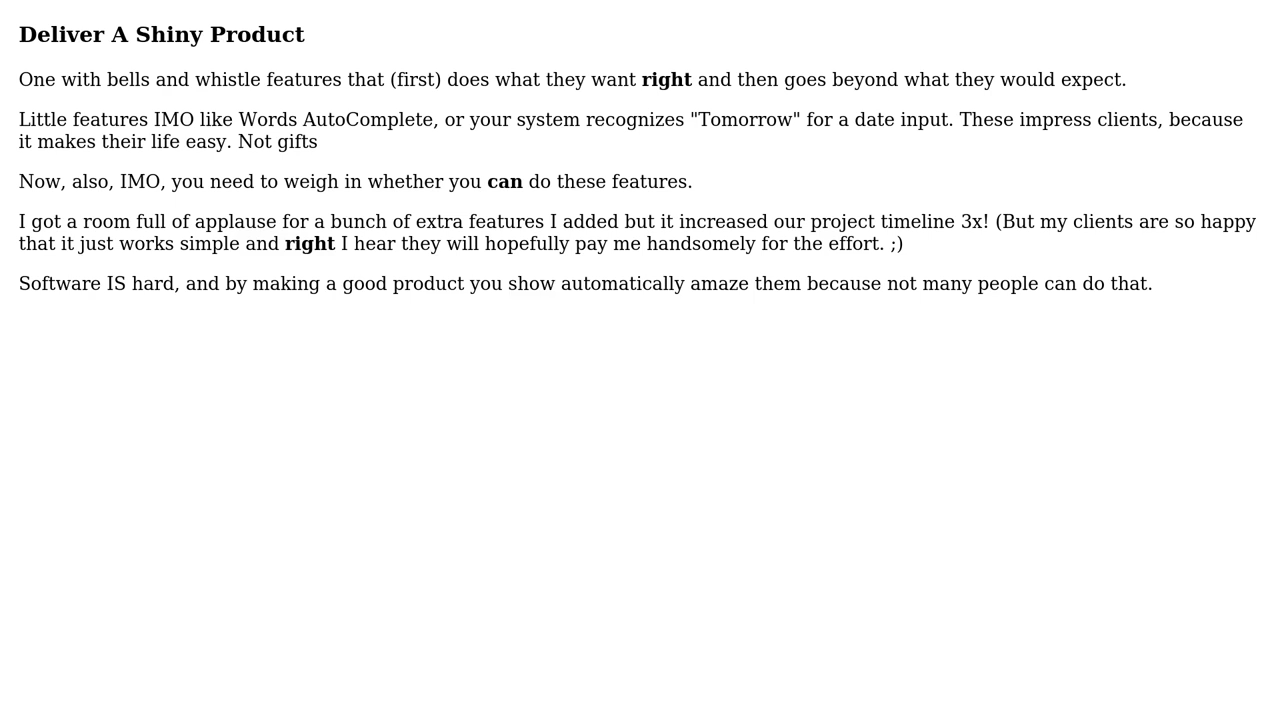 Deliver A Shiny Product
One with bells and whistle features that (first) does what they want right and then goes beyond what they would expect.
Little features IMO like Words AutoComplete, or your system recognizes "Tomorrow" for a date input. These impress clients, because
it makes their life easy. Not gifts
Now, also, IMO, you need to weigh in whether you can do these features.
I got a room full of applause for a bunch of extra features I added but it increased our project timeline 3x! (But my clients are so happy
that it just works simple and right I hear they will hopefully pay me handsomely for the effort. ;)
Software IS hard, and by making a good product you show automatically amaze them because not many people can do that.